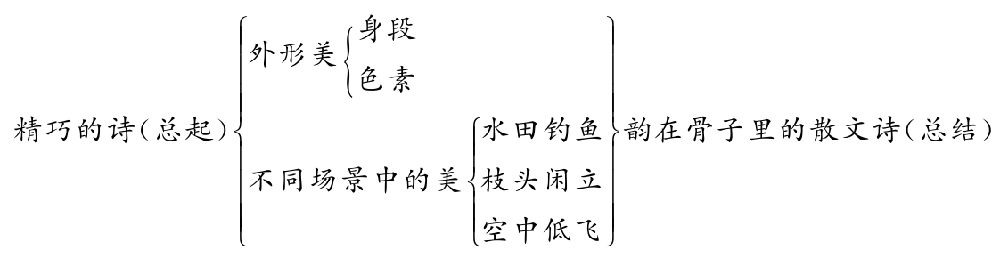 精巧的诗(总起)
外形美
身段
色素
不同场景中的美
水田钓鱼
枝头闲立
空中低飞
韵在骨子里的散文诗(总结)